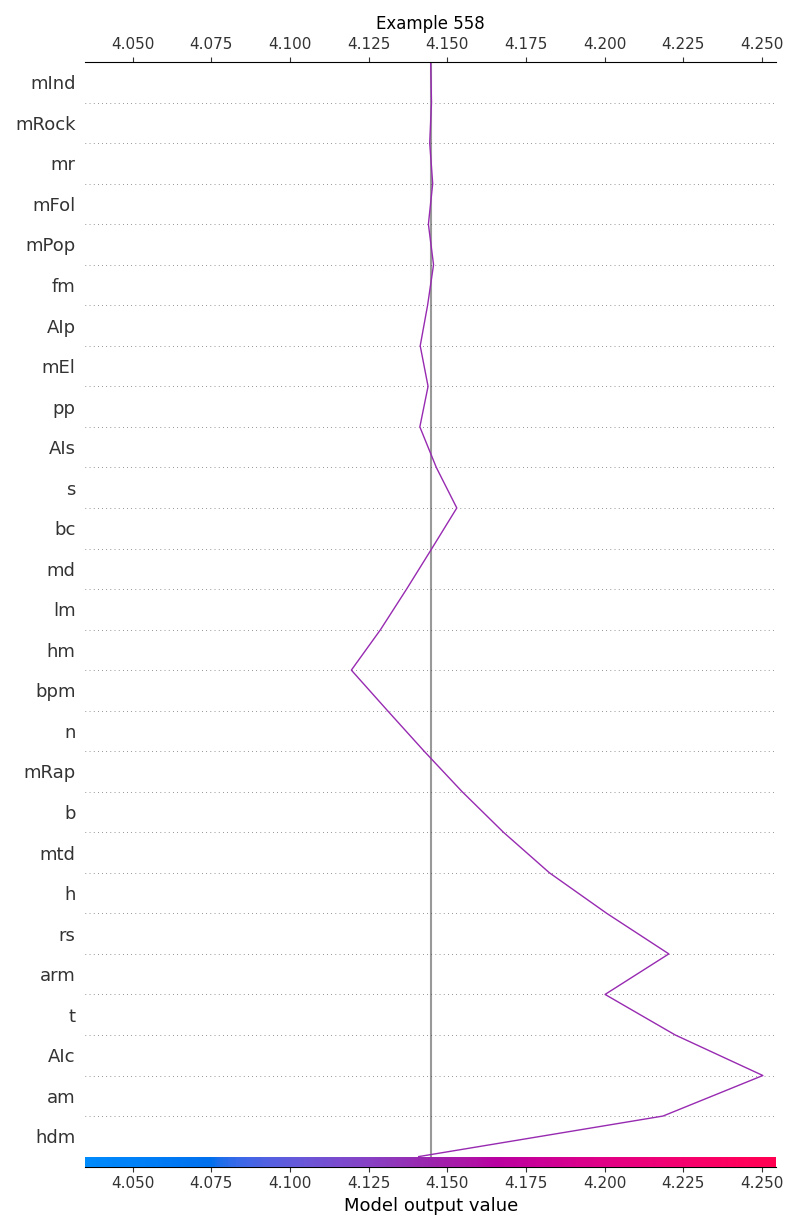 Example 558
4.050 4.075 4.100 4.125 4.150 4.175 4.200 4.225 4.250
mInd
mRock
mr
mFol
mPop
fm
AIp
mEl
pp
AIs
s
bc
md
lm
hm
bpm
n
mRap
b
mtd
h
rs
arm
t
AIc
am
hdm
4.050 4.075 4.100 4.125 4.150 4.175 4.200 4.225 4.250
Model output value